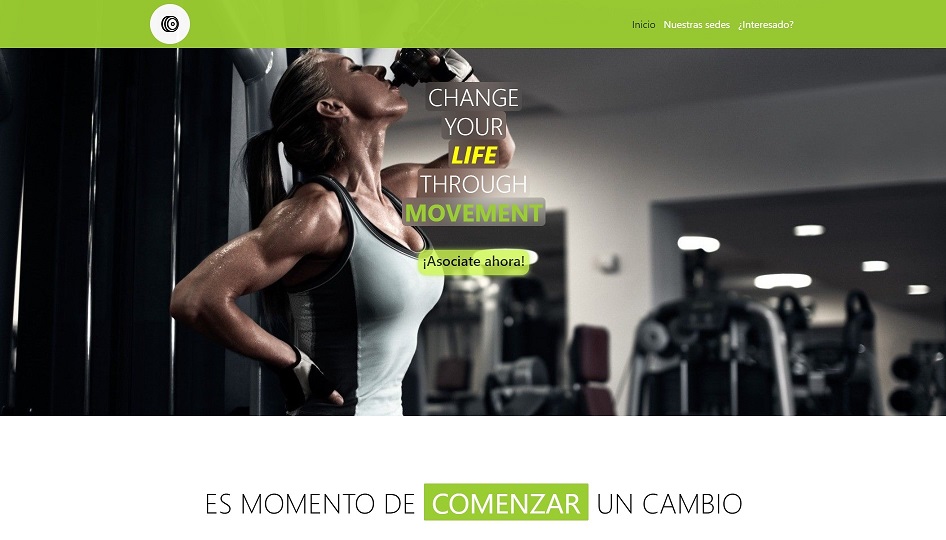 Inicio Nuestras sedes ¿Interesado?
CHANGE
YOUR
LIFE
THROUGH
MOVEMENT
¡Asociate ahora!
ES MOMENTO DE COMENZAR UN CAMBIO